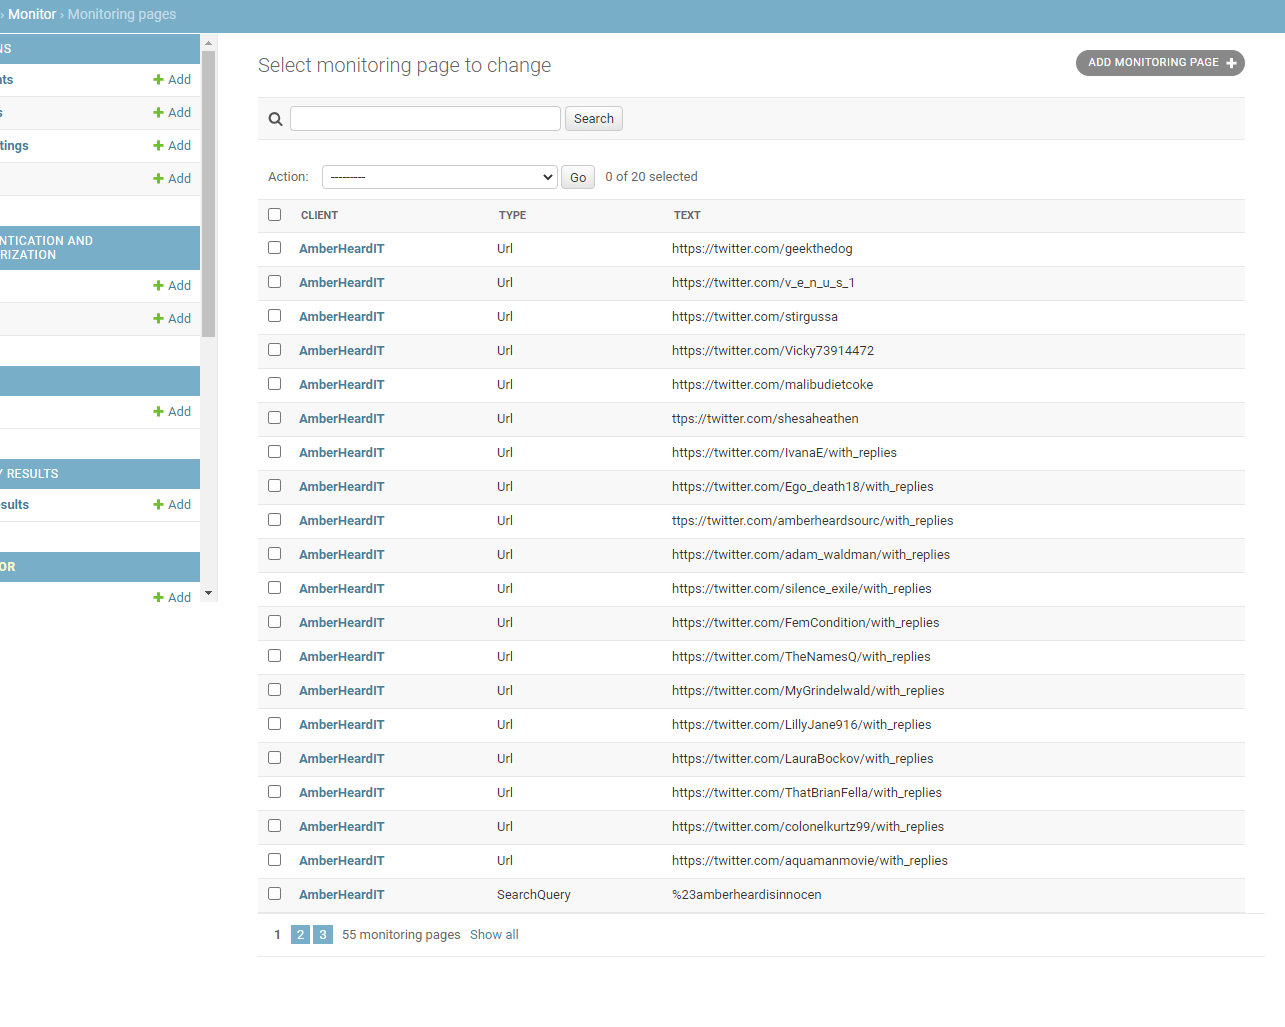 › Monitor › Monitoring pages
NS
nts
+ Add
s
+ Add
tings
+ Add
+ Add
NTICATION AND
RIZATION
+ Add
+ Add
+ Add
Y RESULTS
esults
+ Add
OR
+ Add
Select monitoring page to change
ADD MONITORING PAGE +
Search
Action: --------- Go 0 of 20 selected
CLIENT TYPE TEXT
AmberHeardIT Url https://twitter.com/geekthedog
AmberHeardIT Url https://twitter.com/v_e_n_u_s_1
AmberHeardIT Url https://twitter.com/stirgussa
AmberHeardIT Url https://twitter.com/Vicky73914472
AmberHeardIT Url https://twitter.com/malibudietcoke
AmberHeardIT Url ttps://twitter.com/shesaheathen
AmberHeardIT Url https://twitter.com/IvanaE/with_replies
AmberHeardIT Url https://twitter.com/Ego_death18/with_replies
AmberHeardIT Url ttps://twitter.com/amberheardsourc/with_replies
AmberHeardIT Url https://twitter.com/adam_waldman/with_replies
AmberHeardIT Url https://twitter.com/silence_exile/with_replies
AmberHeardIT Url https://twitter.com/FemCondition/with_replies
AmberHeardIT Url https://twitter.com/TheNamesQ/with_replies
AmberHeardIT Url https://twitter.com/MyGrindelwald/with_replies
AmberHeardIT Url https://twitter.com/LillyJane916/with_replies
AmberHeardIT Url https://twitter.com/LauraBockov/with_replies
AmberHeardIT Url https://twitter.com/ThatBrianFella/with_replies
AmberHeardIT Url https://twitter.com/colonelkurtz99/with_replies
AmberHeardIT Url https://twitter.com/aquamanmovie/with_replies
AmberHeardIT SearchQuery %23amberheardisinnocen
1 2 3 55 monitoring pages Show all